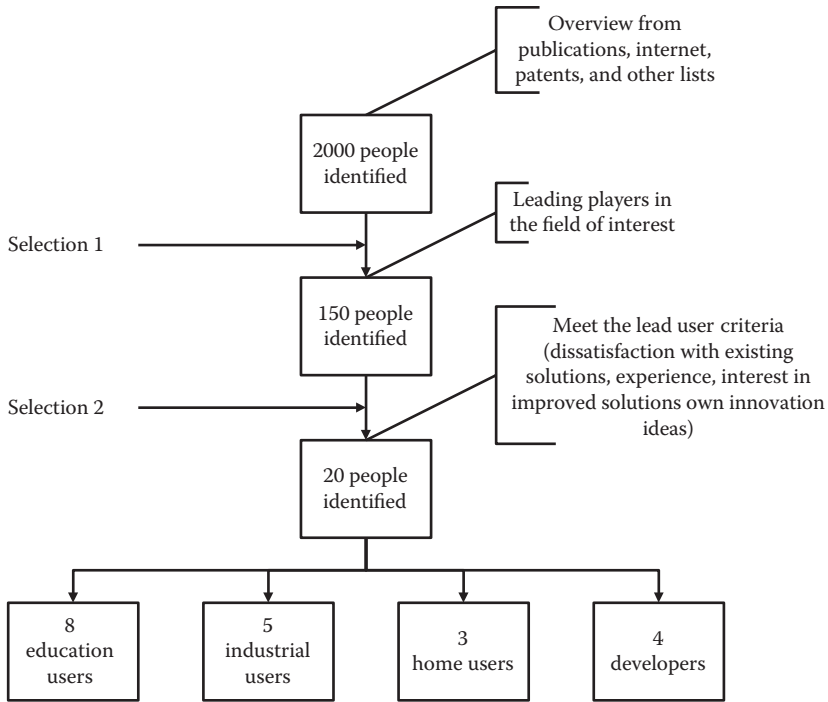 Overview from
publications, internet,
patents, and other lists
2000 people
identified
Leading players in
the field of interest
Selection 1
150 people
identified
Meet the lead user criteria
(dissatisfaction with existing
solutions, experience, interest in
improved solutions own innovation
ideas)
Selection 2
20 people
identified
8
education
users
5
industrial
users
3
home users
4
developers